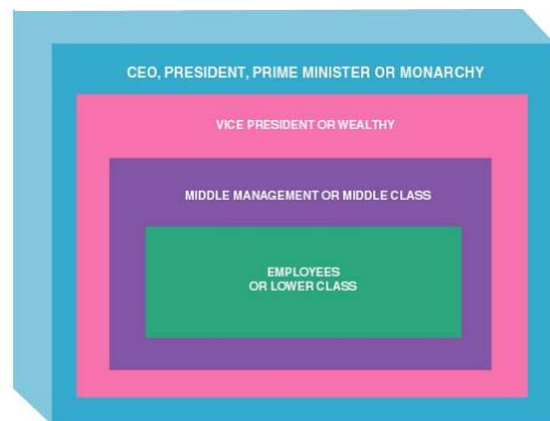 CEO, PRESIDENT, PRIME MINISTER OR MONARCHY
VICE PRESIDENT OR WEALTHY
MIDDLE MANAGEMENT OR MIDDLE CLASS
EMPLOYEES
OR LOWER CLASS